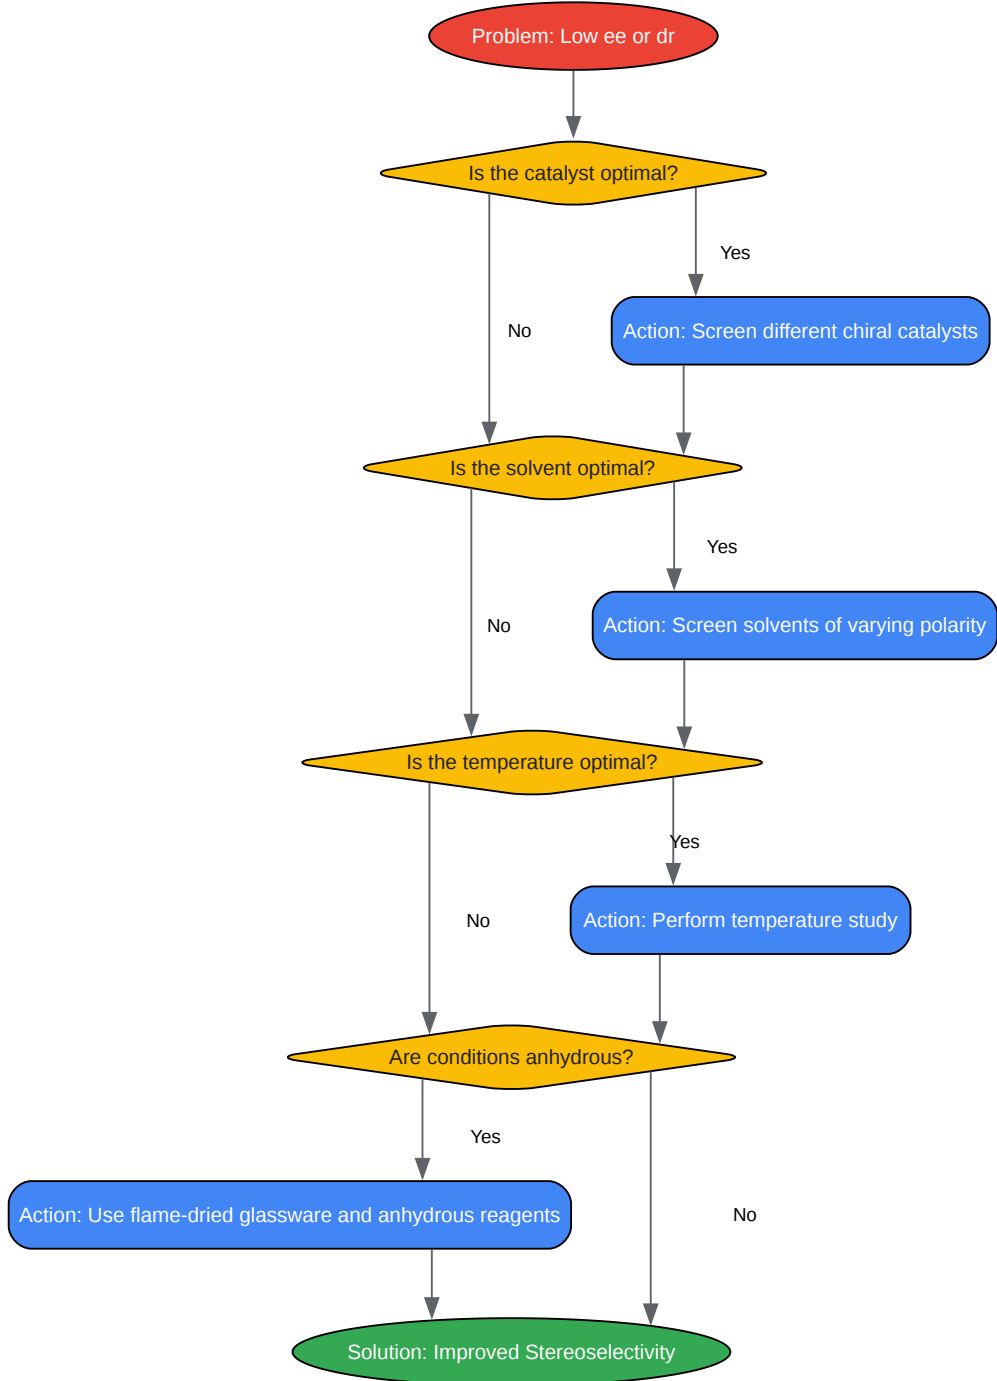 Problem: Low ee or dr
Is the catalyst optimal?
Yes
No
Action: Screen different chiral catalysts
Is the solvent optimal?
Yes
No
Action: Screen solvents of varying polarity
Is the temperature optimal?
Yes
No
Action: Perform temperature study
Are conditions anhydrous?
Yes
No
Action: Use flame-dried glassware and anhydrous reagents
Solution: Improved Stereoselectivity